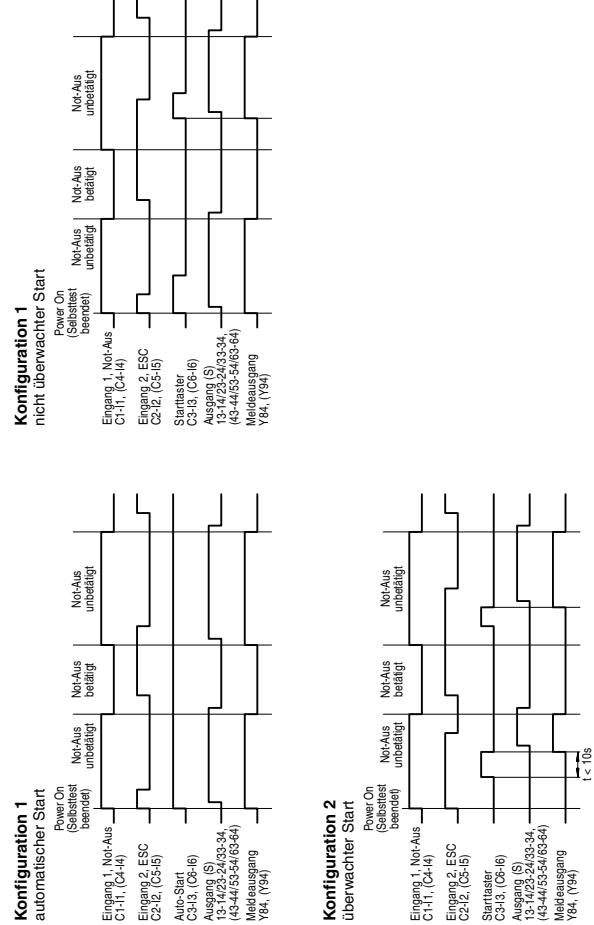 Konfiguration 1
automatischer Start
Power On
(Selbsttest
beendet)
Not-Aus
unbetätigt
Not-Aus
betätigt
Not-Aus
unbetätigt
Eingang 1, Not-Aus
C1-I1, (C4-I4)
Eingang 2, ESC
C2-I2, (C5-I5)
Auto-Start
C3-I3, (C6-I6)
Ausgang (S)
13-14/23-24/33-34,
(43-44/53-54/63-64)
Meldeausgang
Y84, (Y94)
Konfiguration 1
nicht überwachter Start
Power On
(Selbsttest
beendet)
Not-Aus
unbetätigt
Not-Aus
betätigt
Not-Aus
unbetätigt
Eingang 1, Not-Aus
C1-I1, (C4-I4)
Eingang 2, ESC
C2-I2, (C5-I5)
Starttaster
C3-I3, (C6-I6)
Ausgang (S)
13-14/23-24/33-34,
(43-44/53-54/63-64)
Meldeausgang
Y84, (Y94)
Konfiguration 2
überwachter Start
Power On
(Selbsttest
beendet)
Not-Aus
unbetätigt
Not-Aus
betätigt
Not-Aus
unbetätigt
Eingang 1, Not-Aus
C1-I1, (C4-I4)
Eingang 2, ESC
C2-I2, (C5-I5)
Starttaster
C3-I3, (C6-I6)
Ausgang (S)
13-14/23-24/33-34,
(43-44/53-54/63-64)
Meldeausgang
Y84, (Y94)
t < 10s